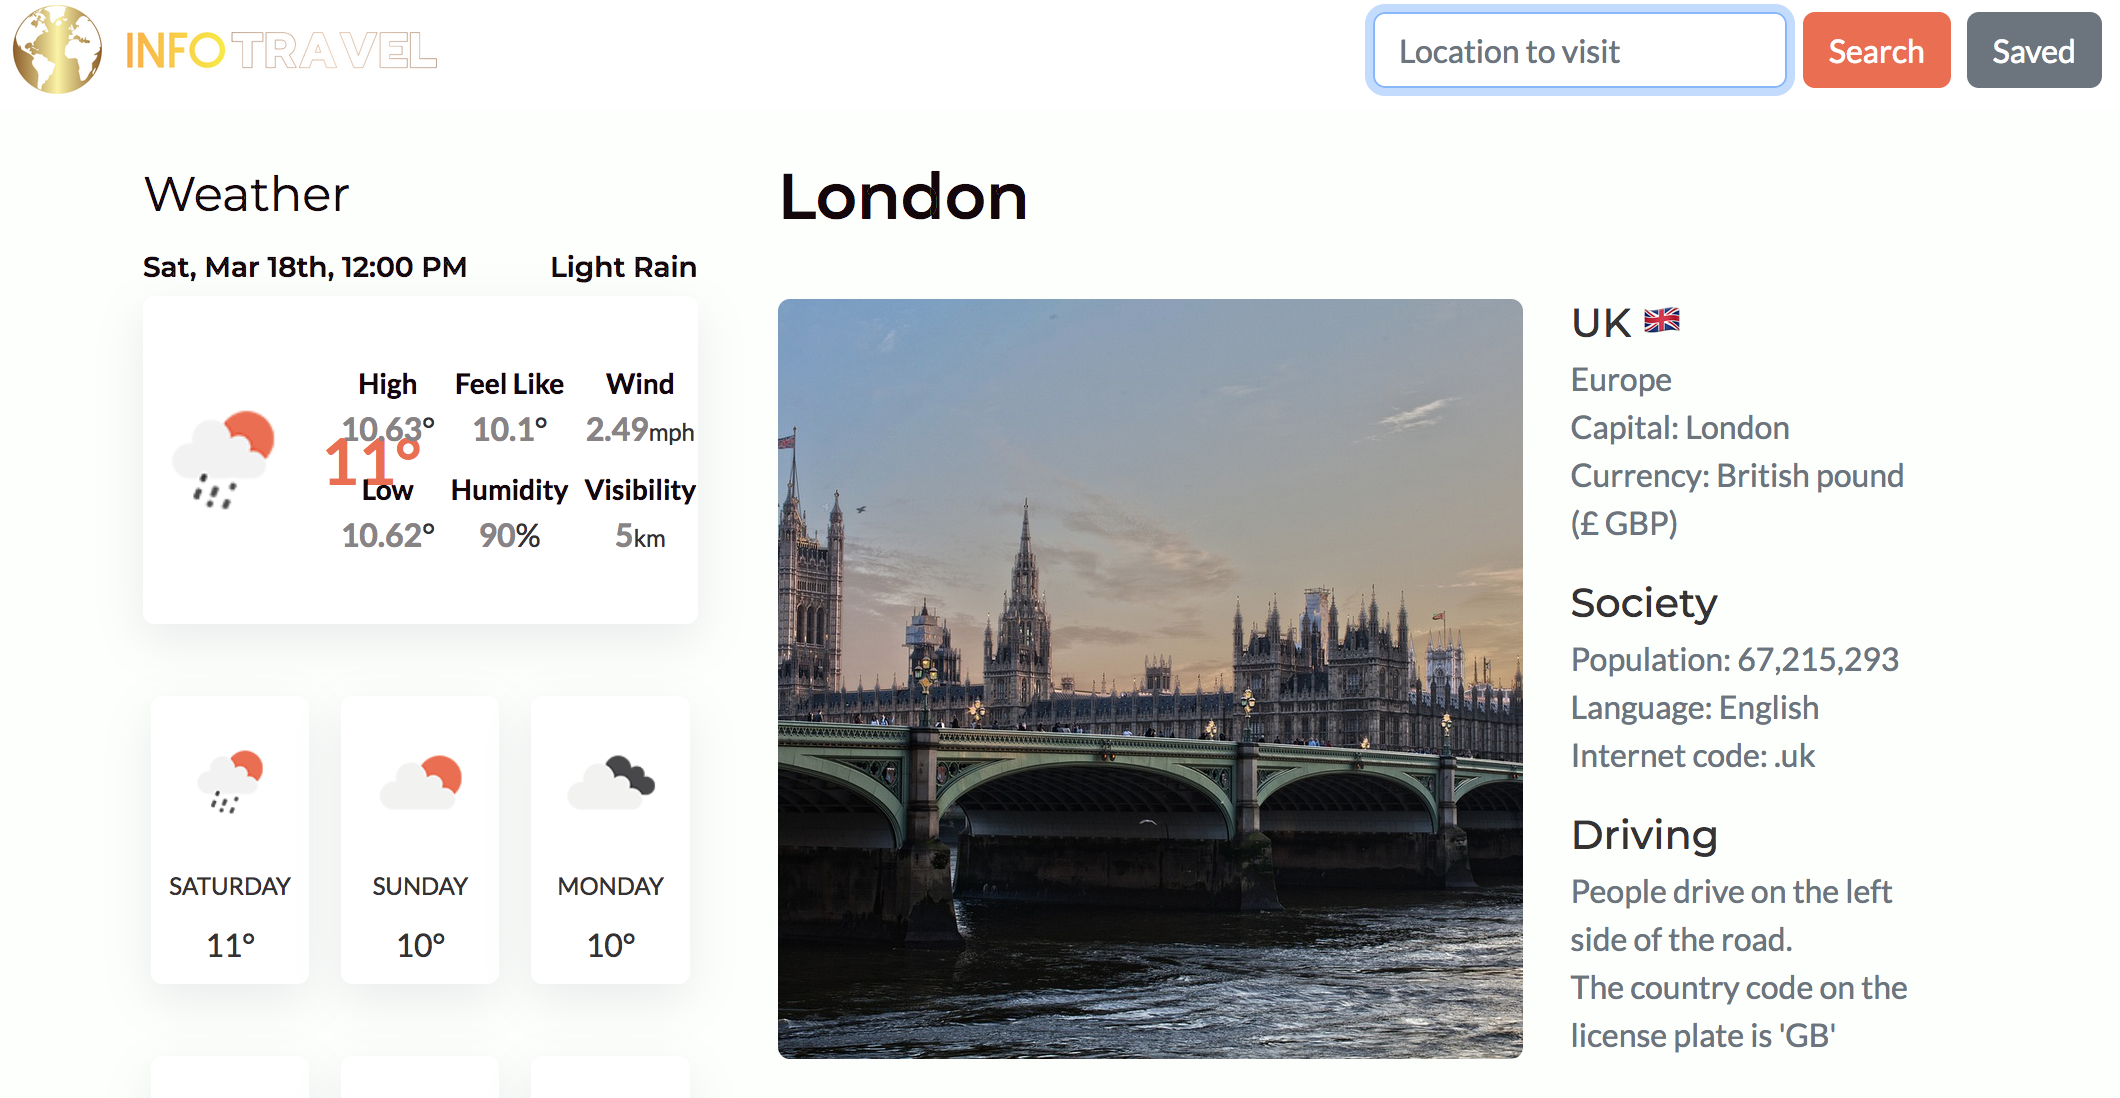 INFO TRAVEL
Location to visit
Search
Saved
Weather
Sat, Mar 18th, 12:00 PM
Light Rain
11°
High
Feel Like
Wind
10.63°
10.1°
2.49mph
Low
Humidity
Visibility
10.62°
90%
5km
SATURDAY
11°
SUNDAY
10°
MONDAY
10°
London
UK
Europe
Capital: London
Currency: British pound
(£ GBP)
Society
Population: 67,215,293
Language: English
Internet code: .uk
Driving
People drive on the left
side of the road.
The country code on the
license plate is 'GB'